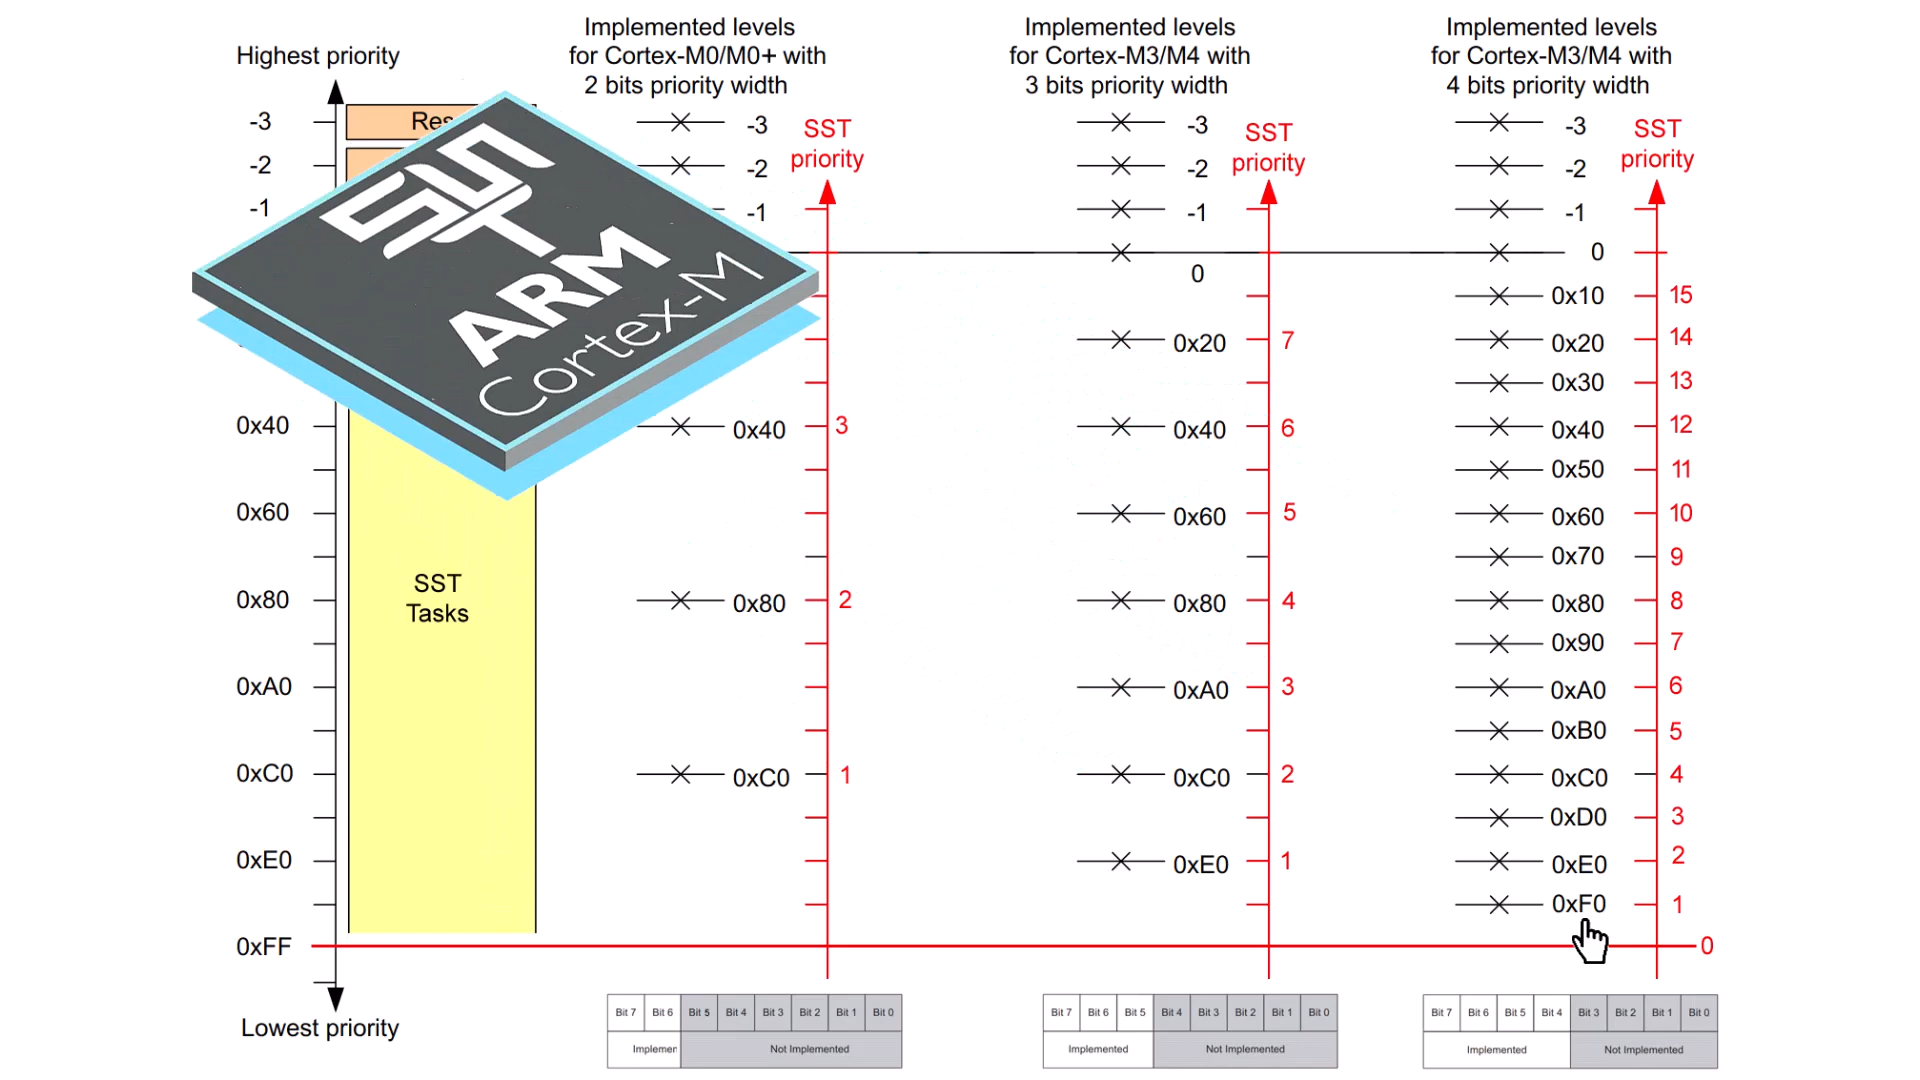 Highest priority
-3
-2
-1
0x40
0x60
0x80
0xA0
0xC0
0xE0
0xFF
Lowest priority
SST
Tasks
SST
ARM
Cortex-M
Implemented levels
for Cortex-M0/M0+ with
2 bits priority width
-3
-2
-1
0x40
0x80
0xC0
SST
priority
3
2
1
Bit 7 Bit 6 Bit 5 Bit 4 Bit 3 Bit 2 Bit 1 Bit 0
Implemen Not Implemented
Implemented levels
for Cortex-M3/M4 with
3 bits priority width
-3
-2
-1
0
0x20
0x40
0x60
0x80
0xA0
0xC0
0xE0
SST
priority
7
6
5
4
3
2
1
Bit 7 Bit 6 Bit 5 Bit 4 Bit 3 Bit 2 Bit 1 Bit 0
Implemented Not Implemented
Implemented levels
for Cortex-M3/M4 with
4 bits priority width
-3
-2
-1
0
0x10
0x20
0x30
0x40
0x50
0x60
0x70
0x80
0x90
0xA0
0xB0
0xC0
0xD0
0xE0
0xF0
SST
priority
15
14
13
12
11
10
9
8
7
6
5
4
3
2
1
0
Bit 7 Bit 6 Bit 5 Bit 4 Bit 3 Bit 2 Bit 1 Bit 0
Implemented Not Implemented